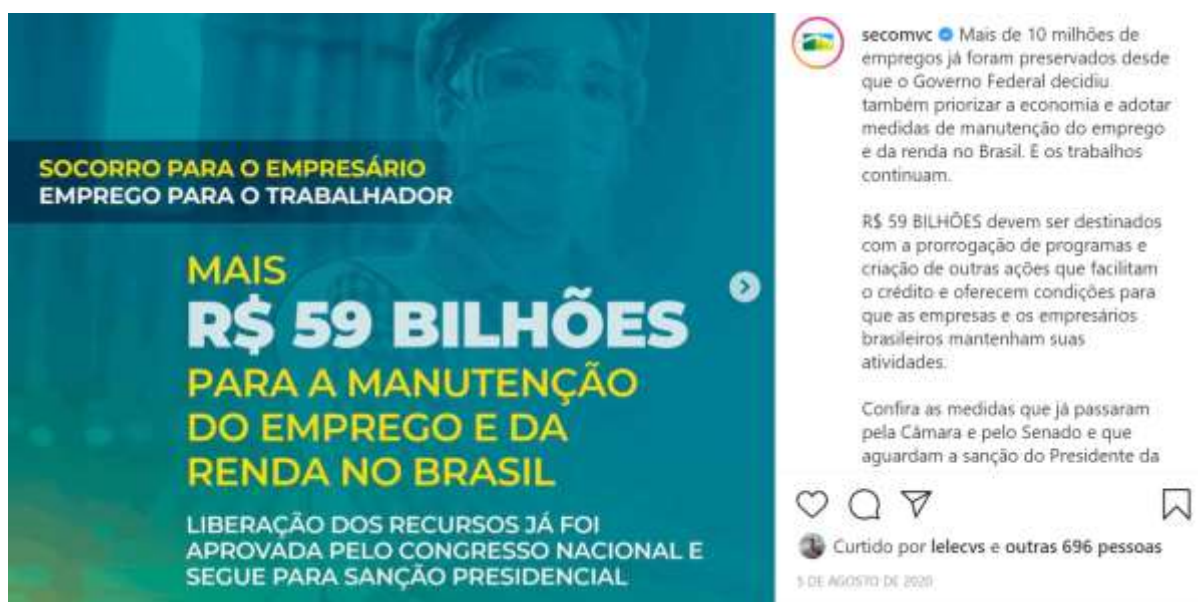 SOCORRO PARA O EMPRESÁRIO
EMPREGO PARA O TRABALHADOR
MAIS
R$ 59 BILHÕES
PARA A MANUTENÇÃO
DO EMPREGO E DA
RENDA NO BRASIL
LIBERAÇÃO DOS RECURSOS JÁ FOI
APROVADA PELO CONGRESSO NACIONAL E
SEGUE PARA SANÇÃO PRESIDENCIAL
secomvc Mais de 10 milhões de
empregos já foram preservados desde
que o Governo Federal decidiu
também priorizar a economia e adotar
medidas de manutenção do emprego
e da renda no Brasil. E os trabalhos
continuam.
R$ 59 BILHÕES devem ser destinados
com a prorrogação de programas e
criação de outras ações que facilitam
o crédito e oferecem condições para
que as empresas e os empresários
brasileiros mantenham suas
atividades.
Confira as medidas que já passaram
pela Câmara e pelo Senado e que
aguardam a sanção do Presidente da
Curtido por lelecvs e outras 696 pessoas
5 DE AGOSTO DE 2020